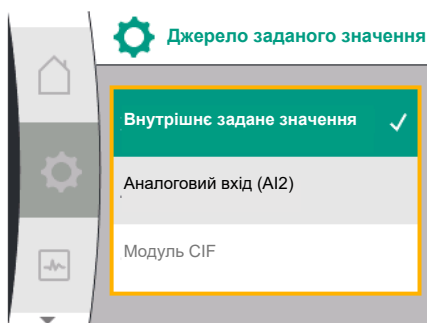 Джерело заданого значення
Внутрішнє задане значення
Аналоговий вхід (AI2)
Модуль CIF